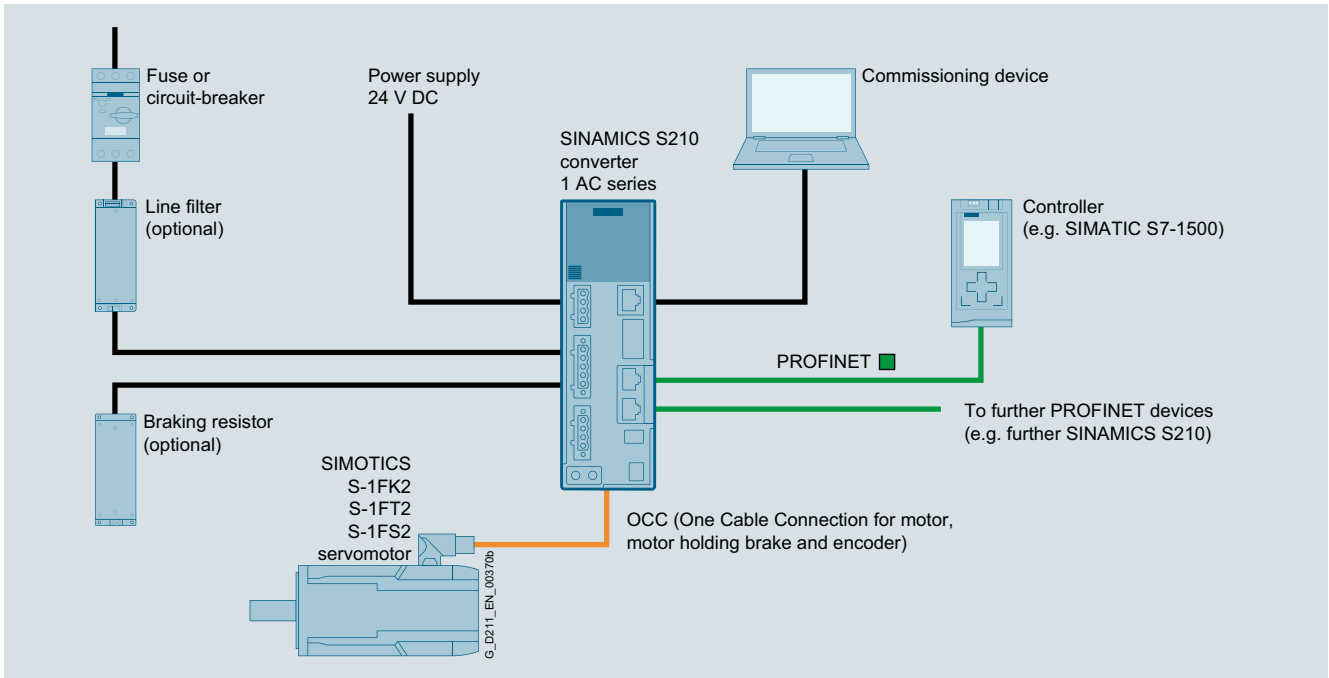 Fuse or
circuit-breaker
Power supply
24 V DC
Commissioning device
SINAMICS S210
converter
1 AC series
Line filter
(optional)
Controller
(e.g. SIMATIC S7-1500)
PROFINET
To further PROFINET devices
(e.g. further SINAMICS S210)
Braking resistor
(optional)
SIMOTICS
S-1FK2
S-1FT2
S-1FS2
servomotor
OCC (One Cable Connection for motor,
motor holding brake and encoder)
G_D211_EN_00370b